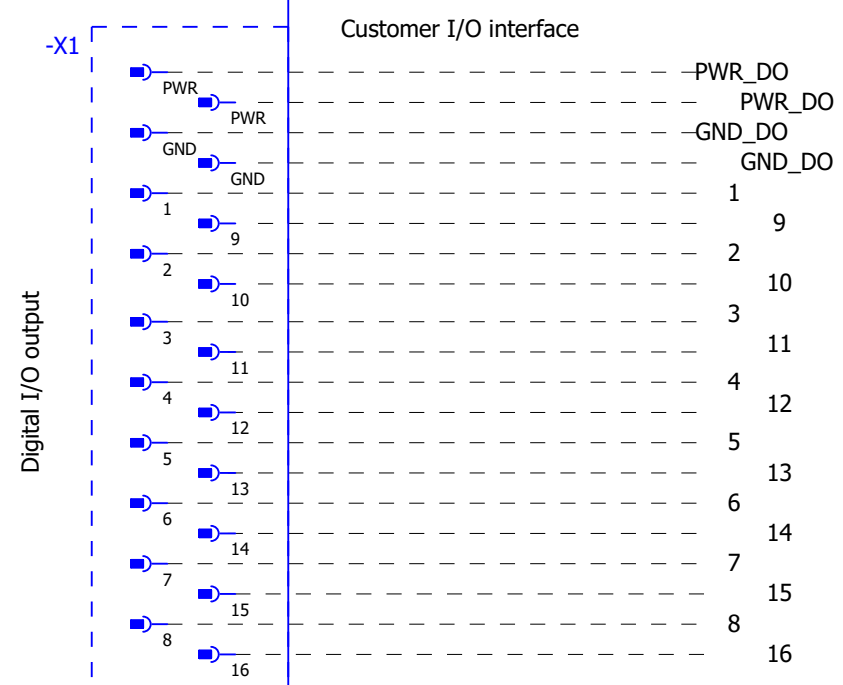 Customer I/O interface
-X1
PWR PWR_DO
PWR PWR_DO
GND GND_DO
GND GND_DO
1 1
9 9
2 2
10 10
3 3
11 11
4 4
12 12
5 5
13 13
6 6
14 14
7 7
15 15
8 8
16 16
Digital I/O output